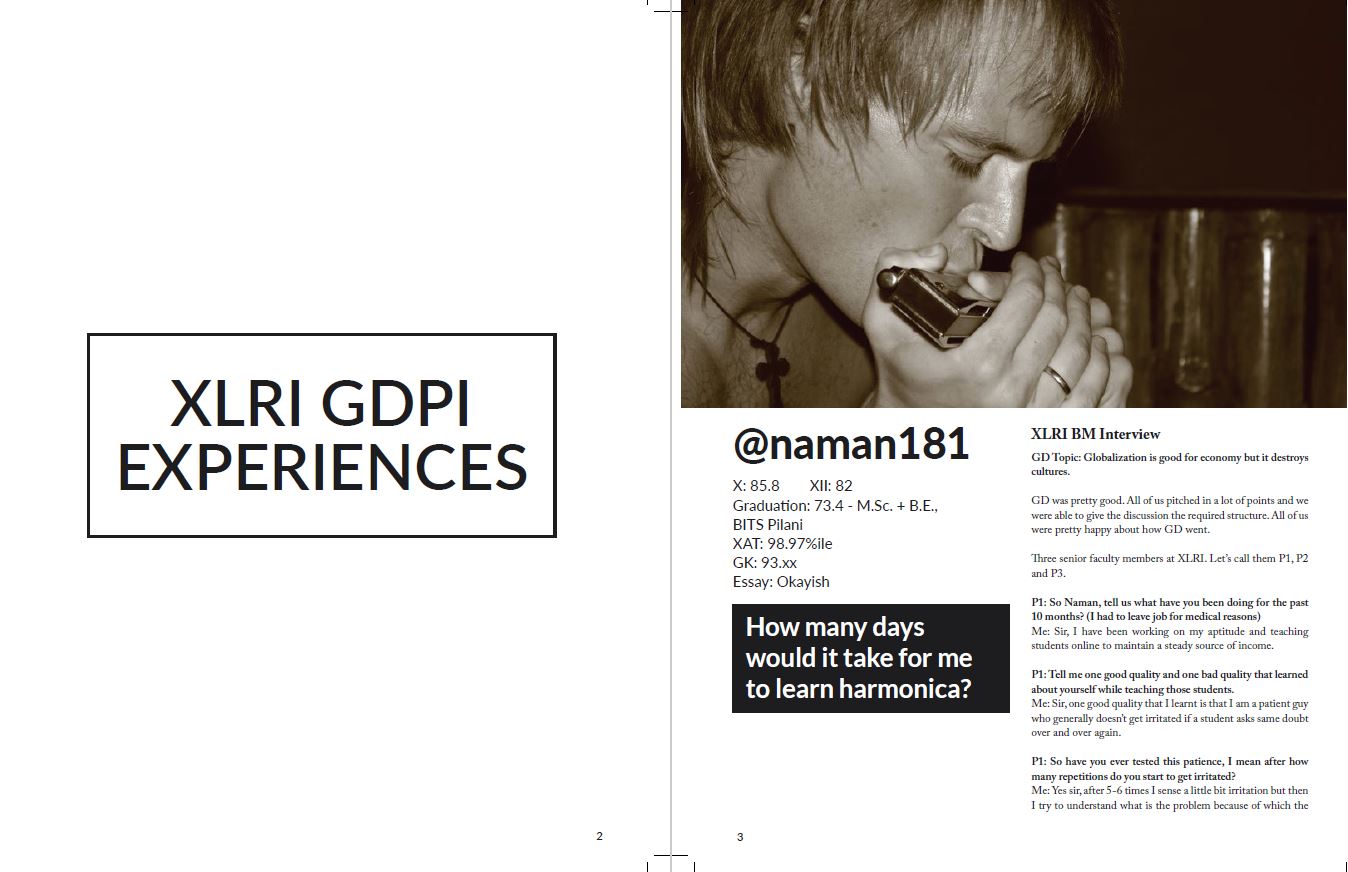 XLRI GDPI
EXPERIENCES
2
@naman181
X: 85.8 XII: 82
Graduation: 73.4 - M.Sc. + B.E.,
BITS Pilani
XAT: 98.97%ile
GK: 93.xx
Essay: Okayish
How many days
would it take for me
to learn harmonica?
XLRI BM Interview
GD Topic: Globalization is good for economy but it destroys
cultures.
GD was pretty good. All of us pitched in a lot of points and we
were able to give the discussion the required structure. All of us
were pretty happy about how GD went.
Three senior faculty members at XLRI. Let's call them P1, P2
and P3.
P1: So Naman, tell us what have you been doing for the past
10 months? (I had to leave job for medical reasons)
Me: Sir, I have been working on my aptitude and teaching
students online to maintain a steady source of income.
P1: Tell me one good quality and one bad quality that learned
about yourself while teaching those students.
Me: Sir, one good quality that I learnt is that I am a patient guy
who generally doesn't get irritated if a student asks same doubt
over and over again.
P1: So have you ever tested this patience, I mean after how
many repetitions do you start to get irritated?
Me: Yes sir, after 5-6 times I sense a little bit irritation but then
I try to understand what is the problem because of which the
3